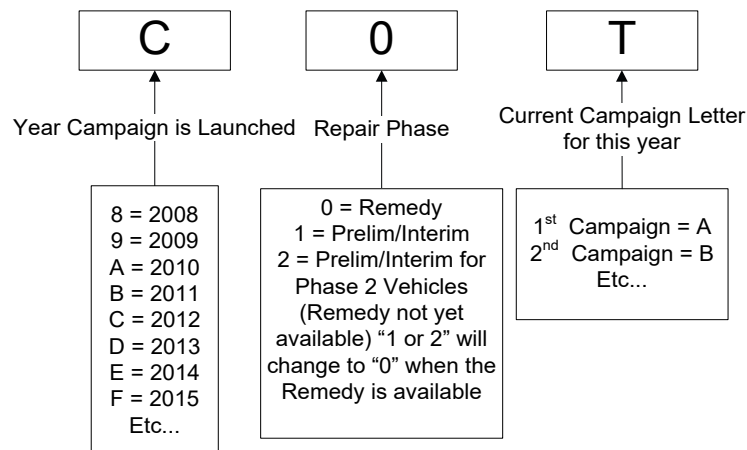 C
0
T
Year Campaign is Launched
Repair Phase
Current Campaign Letter
for this year
8 = 2008
9 = 2009
A = 2010
B = 2011
C = 2012
D = 2013
E = 2014
F = 2015
Etc...
0 = Remedy
1 = Prelim/Interim
2 = Prelim/Interim for
Phase 2 Vehicles
(Remedy not yet
available) “1 or 2” will
change to “0” when the
Remedy is available
1st Campaign = A
2nd Campaign = B
Etc...